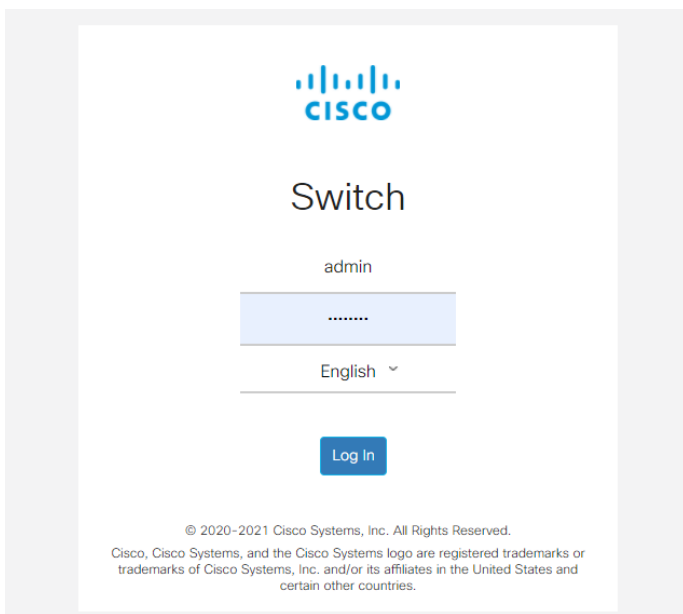 CISCO
Switch
admin
••••••••
English
Log In
© 2020-2021 Cisco Systems, Inc. All Rights Reserved.
Cisco, Cisco Systems, and the Cisco Systems logo are registered trademarks or
trademarks of Cisco Systems, Inc. and/or its affiliates in the United States and
certain other countries.